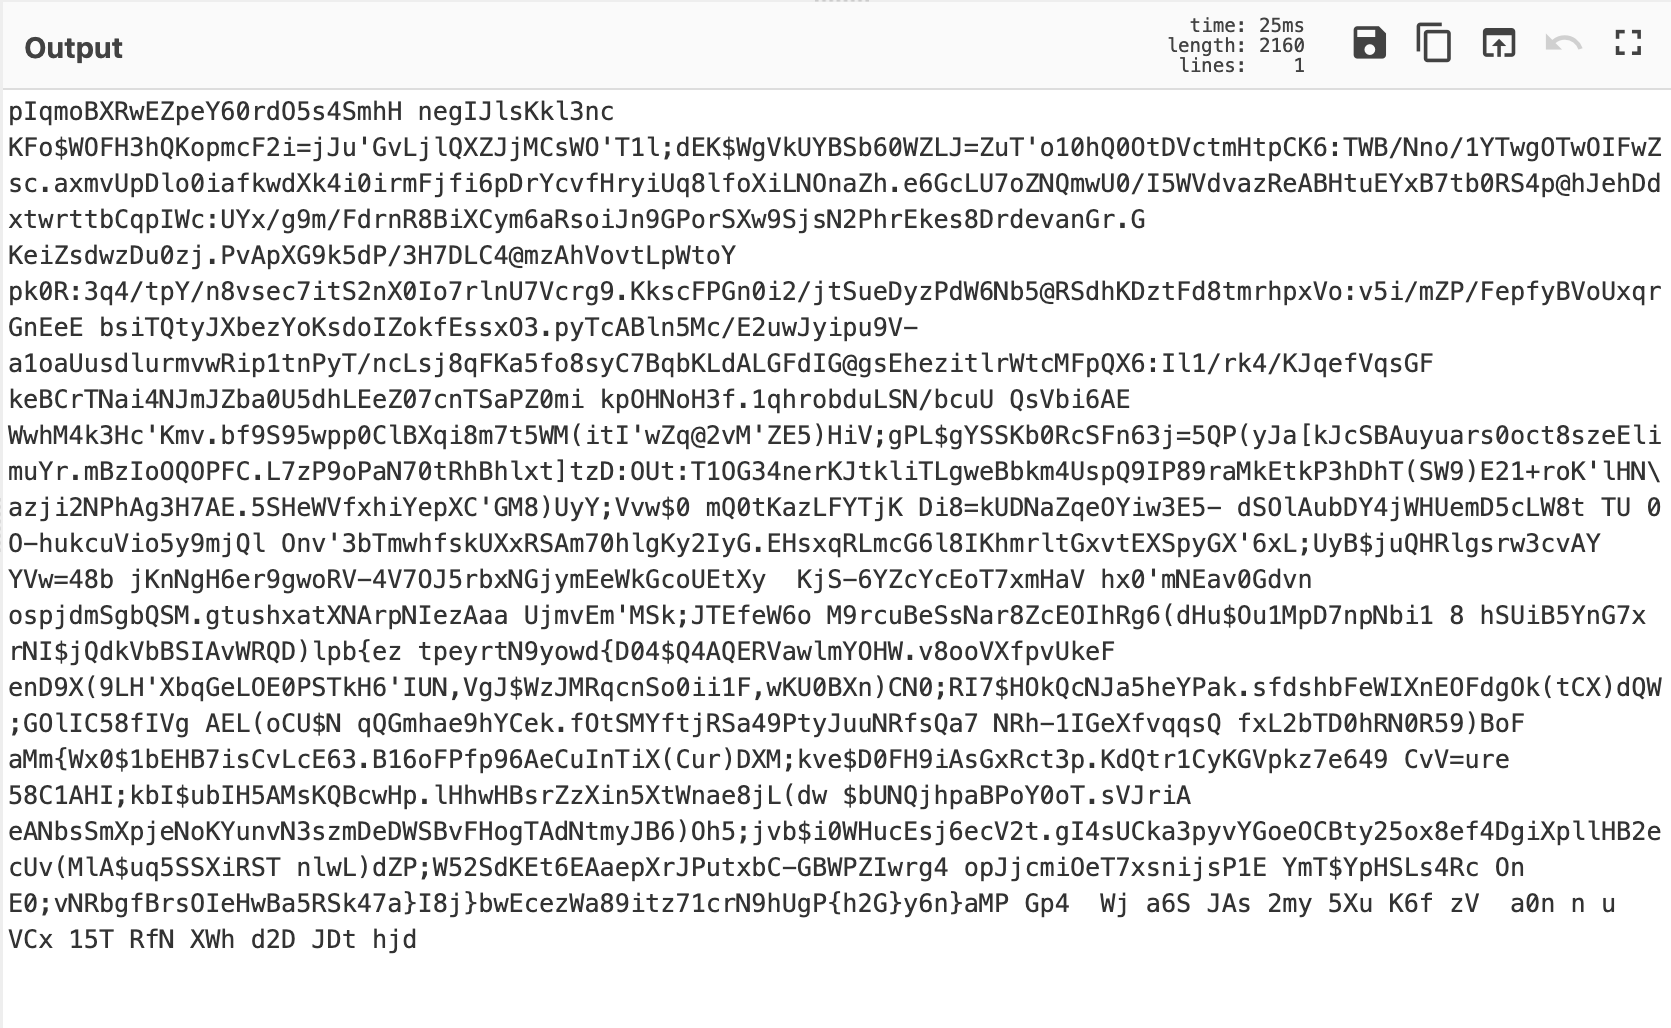 Output
time: 25ms
length: 2160
lines: 1
pIqmoBXRwEZpeY60rdO5s4SmhH negIJlsKkl3nc
KFo$WOFH3hQKopmcF2i=jJu'GvLjlQXZJjMCsWO'T1l;dEK$WgVkUYBSb60WZLJ=ZuT'o10hQ0OtDVctmHtpCK6:TWB/Nno/1YTwgOTwOIFwZ
sc.axmvUpDlo0iafkwdXk4i0irmFjfi6pDrYcvfHryiUq8lfoXiLNOnaZh.e6GcLU7oZNQmwU0/I5WVdvazReABHtuEYxB7tb0RS4p@hJehDd
xtwrttbCqpIWc:UYx/g9m/FdrnR8BiXCym6aRsoiJn9GPorSXw9SjsN2PhrEkes8DrdevanGr.G
KeiZsdwzDu0zj.PvApXG9k5dP/3H7DLC4@mzAhVovtLpWtoY
pk0R:3q4/tpY/n8vsec7itS2nX0Io7rlnU7Vcrg9.KkscFPGn0i2/jtSueDyzPdW6Nb5@RSdhKDztFd8tmrhpxVo:v5i/mZP/FepfyBVoUxqr
GnEeE bsiTQtyJXbezYoKsdoIZokfEssxO3.pyTcABln5Mc/E2uwJyipu9V-
a1oaUusdlurmvwRip1tnPyT/ncLsj8qFKa5fo8syC7BqbKLdALGFdIG@gsEhezitlrWtcMFpQX6:Il1/rk4/KJqefVqsGF
keBCrTNai4NJmJZba0U5dhLEeZ07cnTSaPZ0mi kpOHNoH3f.1qhrobduLSN/bcuU QsVbi6AE
WwhM4k3Hc'Kmv.bf9S95wpp0ClBXqi8m7t5WM(itI'wZq@2vM'ZE5)HiV;gPL$gYSSKb0RcSFn63j=5QP(yJa[kJcSBAuyuars0oct8szeEli
muYr.mBzIoOQOPFC.L7zP9oPaN70tRhBhlxt]tzD:OUt:T1OG34nerKJtkliTLgweBbkm4UspQ9IP89raMkEtkP3hDhT(SW9)E21+roK'lHN\
azji2NPhAg3H7AE.5SHeWVfxhiYepXC'GM8)UyY;Vvw$0 mQ0tKazLFYTjK Di8=kUDNaZqeOYiw3E5- dSOlAubDY4jWHUemD5cLW8t TU 0
O-hukcuVio5y9mjQl Onv'3bTmwhfskUXxRSAm70hlgKy2IyG.EHsxqRLmcG6l8IKhmrltGxvtEXSpyGX'6xL;UyB$juQHRlgsrw3cvAY
YVw=48b jKnNgH6er9gwoRV-4V7OJ5rbxNGjymEeWkGcoUEtXy  KjS-6YZcYcEoT7xmHaV hx0'mNEav0Gdvn
ospjdmSgbQSM.gtushxatXNArpNIezAaa UjmvEm'MSk;JTEfeW6o M9rcuBeSsNar8ZcEOIhRg6(dHu$Ou1MpD7npNbi1 8 hSUiB5YnG7x
rNI$jQdkVbBSIAvWRQD)lpb{ez tpeyrtN9yowd{D04$Q4AQERVawlmYOHW.v8ooVXfpvUkeF
enD9X(9LH'XbqGeLOE0PSTkH6'IUN,VgJ$WzJMRqcnSo0ii1F,wKU0BXn)CN0;RI7$HOkQcNJa5heYPak.sfdshbFeWIXnEOFdgOk(tCX)dQW
;GOlIC58fIVg AEL(oCU$N qQGmhae9hYCek.fOtSMYftjRSa49PtyJuuNRfsQa7 NRh-1IGeXfvqqsQ fxL2bTD0hRN0R59)BoF
aMm{Wx0$1bEHB7isCvLcE63.B16oFPfp96AeCuInTiX(Cur)DXM;kve$D0FH9iAsGxRct3p.KdQtr1CyKGVpkz7e649 CvV=ure
58C1AHI;kbI$ubIH5AMsKQBcwHp.lHhwHBsrZzXin5XtWnae8jL(dw $bUNQjhpaBPoY0oT.sVJriA
eANbsSmXpjeNoKYunvN3szmDeDWSBvFHogTAdNtmyJB6)Oh5;jvb$i0WHucEsj6ecV2t.gI4sUCka3pyvYGoeOCBty25ox8ef4DgiXpllHB2e
cUv(MlA$uq5SSXiRST nlwL)dZP;W52SdKEt6EAaepXrJPutxbC-GBWPZIwrg4 opJjcmiOeT7xsnijsP1E YmT$YpHSLs4Rc On
E0;vNRbgfBrsOIeHwBa5RSk47a}I8j}bwEcezWa89itz71crN9hUgP{h2G}y6n}aMP Gp4  Wj a6S JAs 2my 5Xu K6f zV  a0n n u
VCx 15T RfN XWh d2D JDt hjd